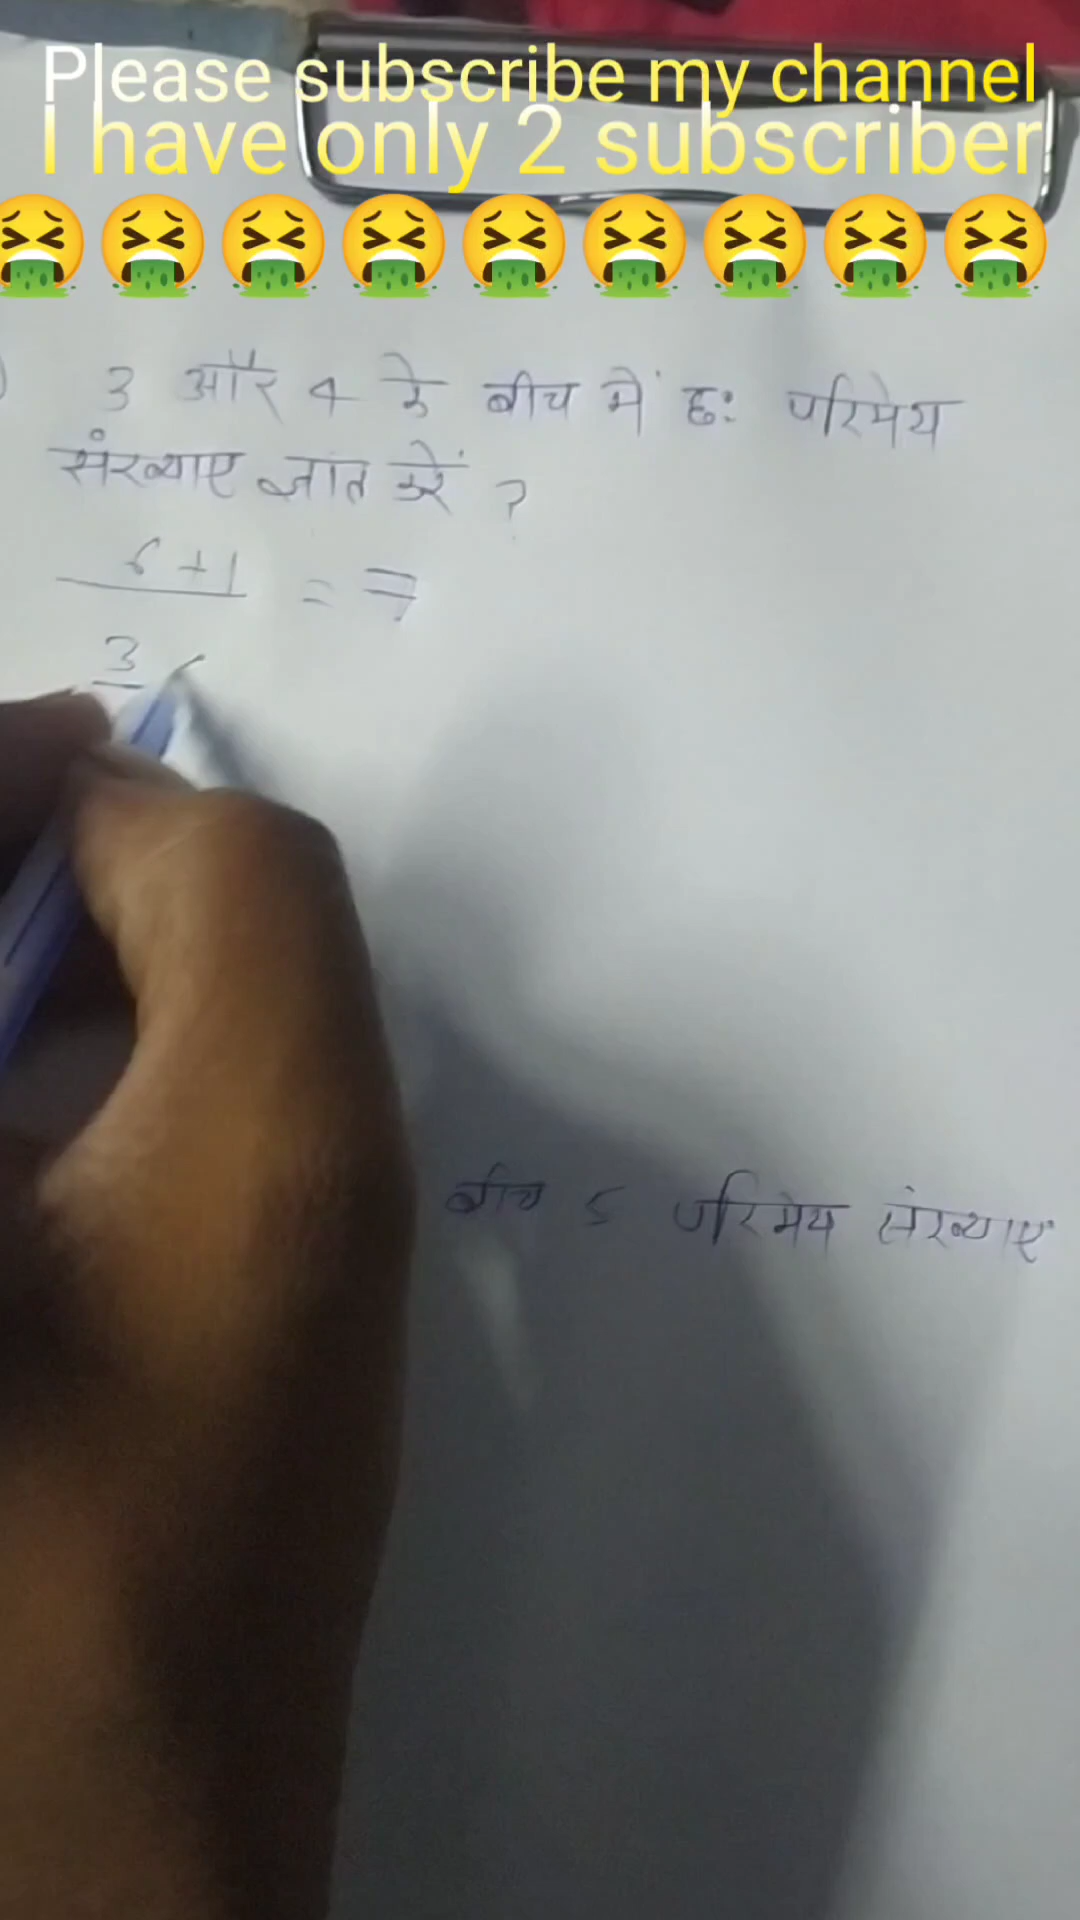 Please subscribe my channel
I have only 2 subscriber
🤮🤮🤮🤮🤮🤮🤮🤮🤮
3 और 4 के बीच में छः परिमेय
संख्याए ज्ञात करें ?
6+1 = 7
3
बीच 5 परिमेय संख्याएं